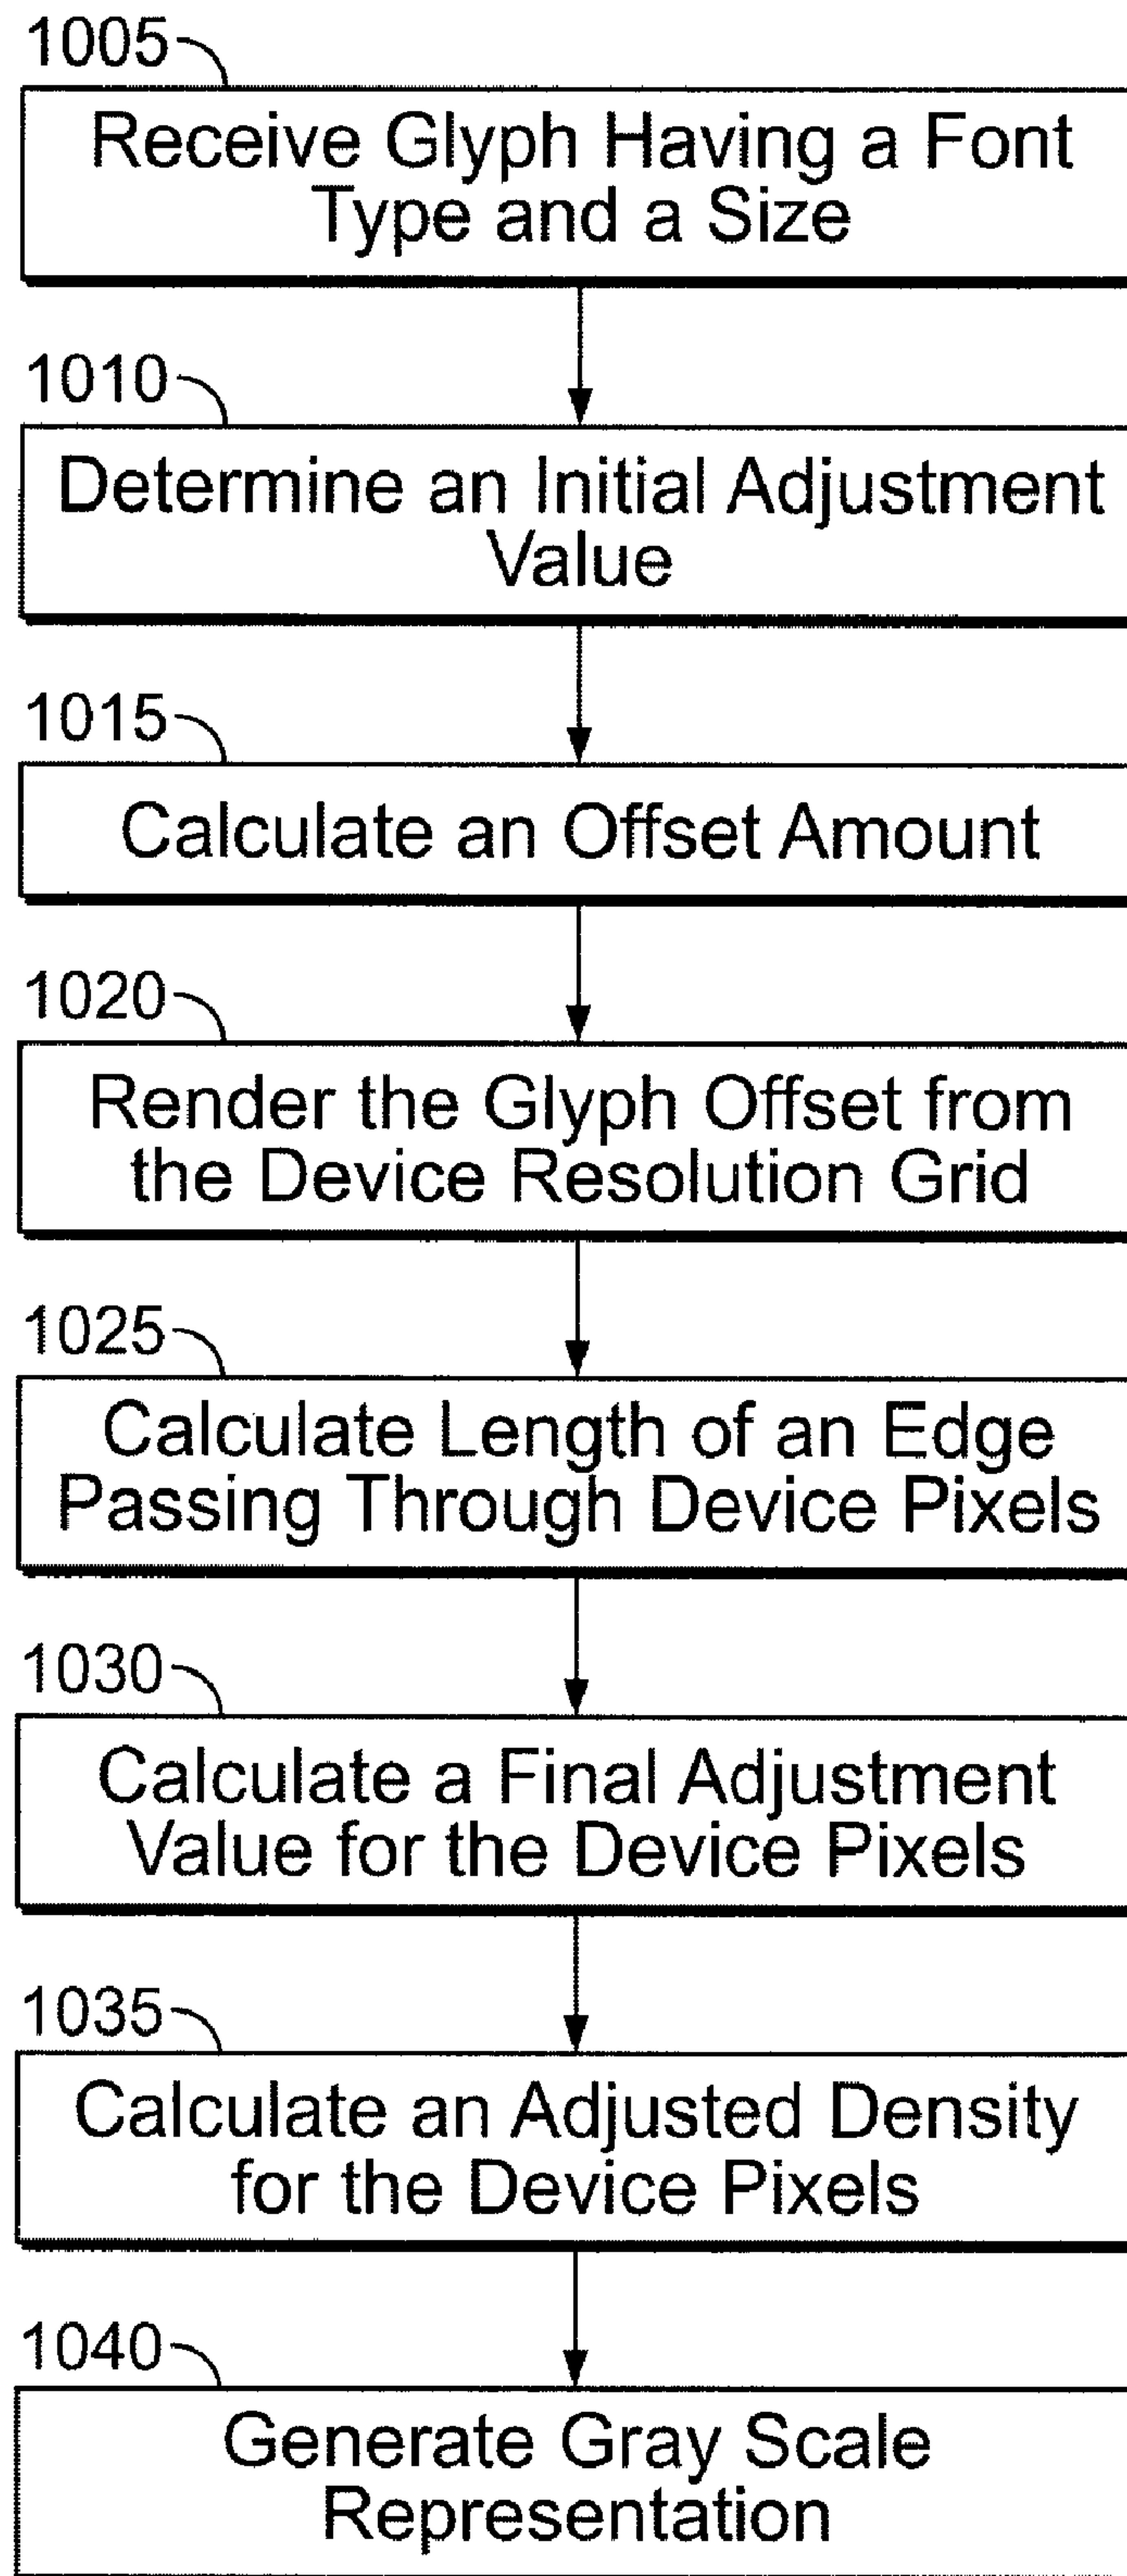 1005
Receive Glyph Having a Font
Type and a Size
1010
Determine an Initial Adjustment
Value
1015
Calculate an Offset Amount
1020
Render the Glyph Offset from
the Device Resolution Grid
1025
Calculate Length of an Edge
Passing Through Device Pixels
1030
Calculate a Final Adjustment
Value for the Device Pixels
1035
Calculate an Adjusted Density
for the Device Pixels
1040
Generate Gray Scale
Representation